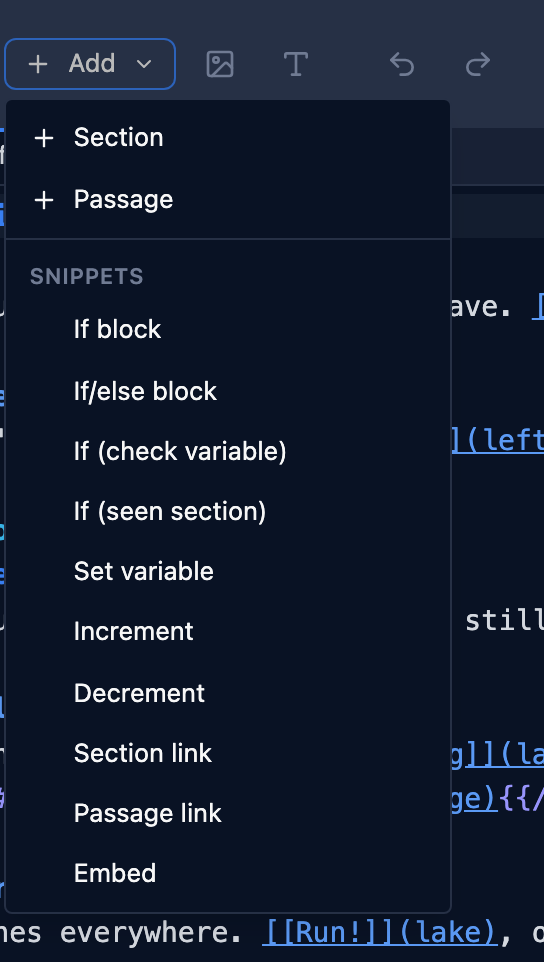 + Add
T
+ Section
+ Passage
SNIPPETS
If block
ave.
If/else block
](left
If (check variable)
If (seen section)
Set variable
Increment
still
Decrement
Section link
g]](la
Passage link
ge){{/
Embed
nes everywhere. [[Run!]](lake), o